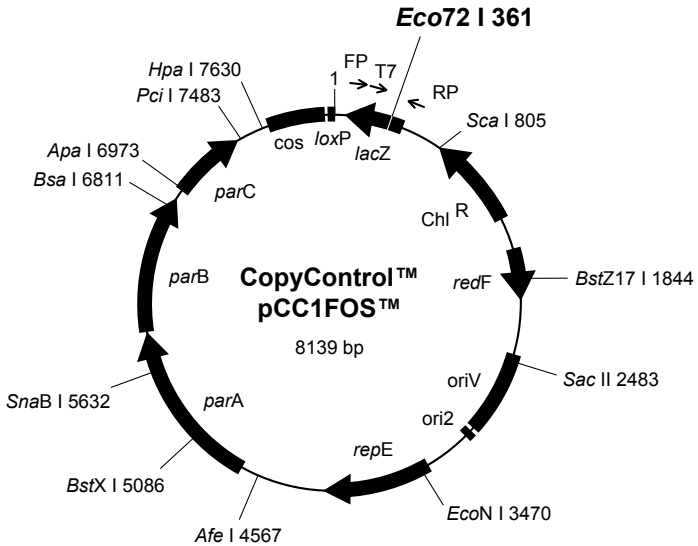 Eco72 I 361
FP
T7
RP
1
Hpa I 7630
Pci I 7483
Sca I 805
cos
loxP
lacZ
Apa I 6973
Bsa I 6811
parC
Chl R
parB
CopyControl™
pCC1FOS™
8139 bp
redF
BstZ17 I 1844
SnaB I 5632
parA
oriV
Sac II 2483
ori2
repE
BstX I 5086
EcoN I 3470
Afe I 4567